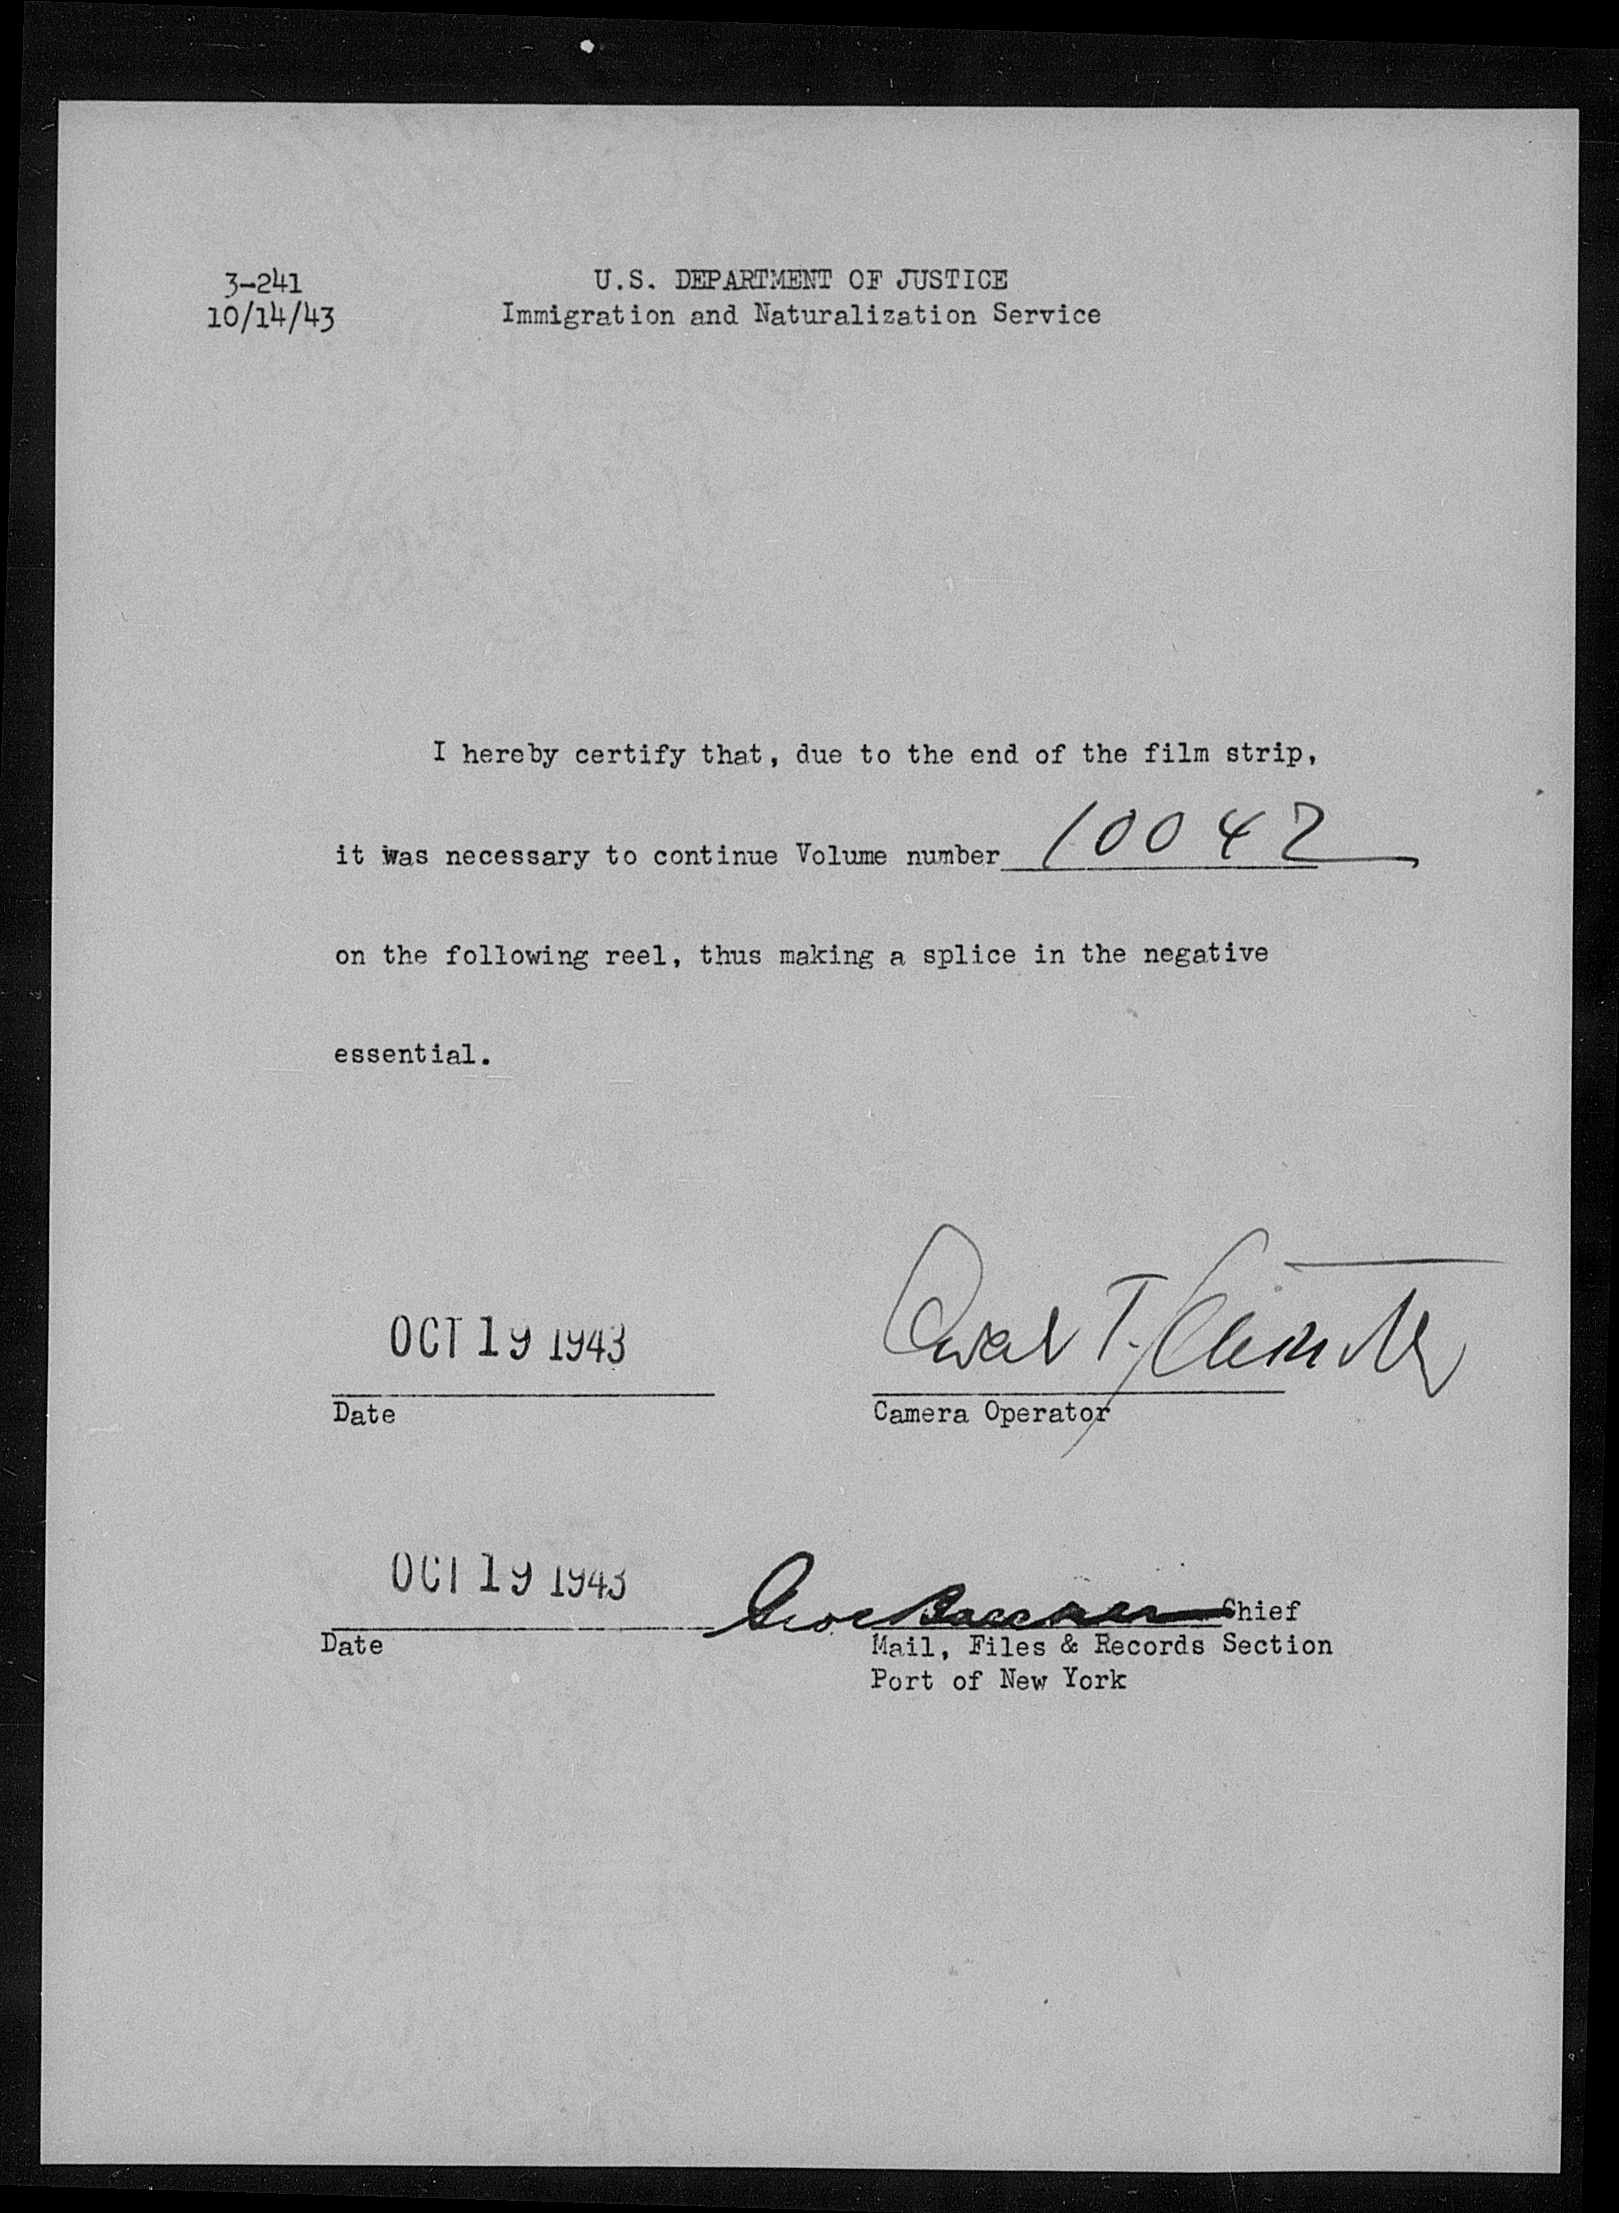 3-241
10/14/43
U.S. DEPARTMENT OF JUSTICE
Immigration and Naturalization Service
I hereby certify that, due to the end of the film strip,
it was necessary to continue Volume number 10042
on the following reel, thus making a splice in the negative
essential.
OCT 19 1943
Date
T.
Camera Operator
OCT 19 1943
Date
Chief
Mail, Files & Records Section
Port of New York